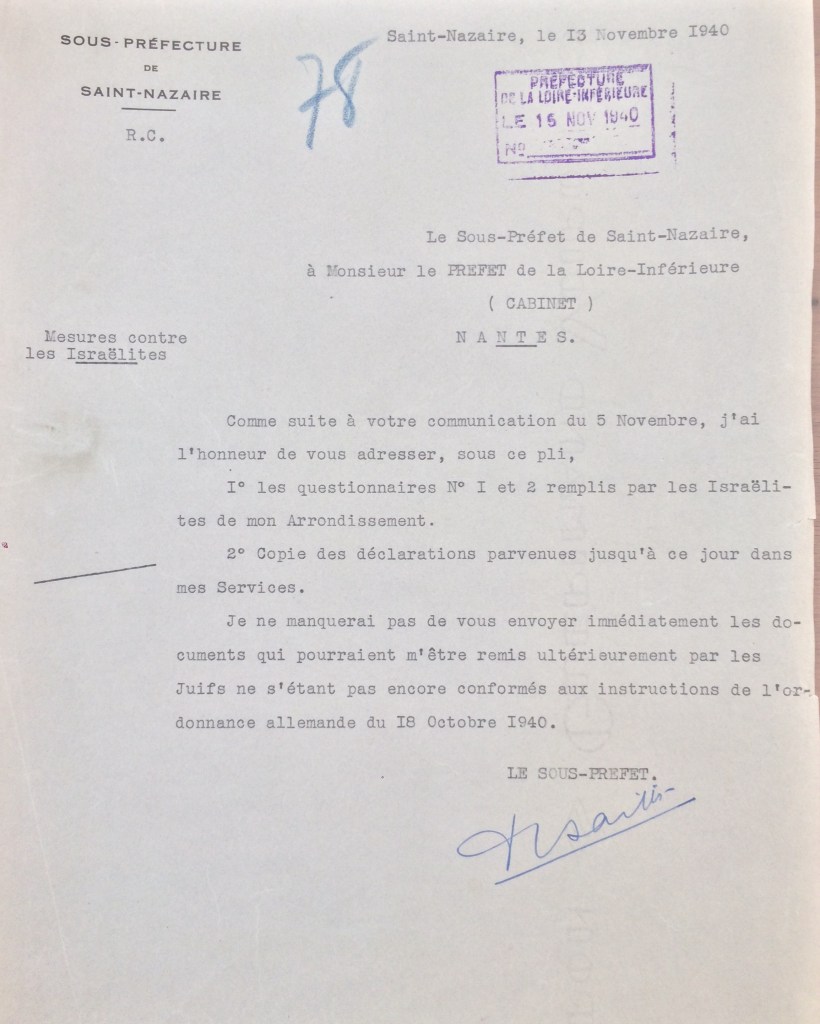 SOUS-PRÉFECTURE
DE
SAINT-NAZAIRE
R.C.
78
Saint-Nazaire, le I3 Novembre I940
PRÉFECTURE
DE LA LOIRE-INFÉRIEURE
LE 15 NOV 1940
No
Le Sous-Préfet de Saint-Nazaire,
à Monsieur le PREFET de la Loire-Inférieure
( CABINET )
N A N T E S.
Mesures contre
les Israëlites
Comme suite à votre communication du 5 Novembre, j'ai
l'honneur de vous adresser, sous ce pli,
I° les questionnaires N° I et 2 remplis par les Israëli-
tes de mon Arrondissement.
2° Copie des déclarations parvenues jusqu'à ce jour dans
mes Services.
Je ne manquerai pas de vous envoyer immédiatement les do-
cuments qui pourraient m'être remis ultérieurement par les
Juifs ne s'étant pas encore conformés aux instructions de l'or-
donnance allemande du I8 Octobre I940.
LE SOUS-PREFET.